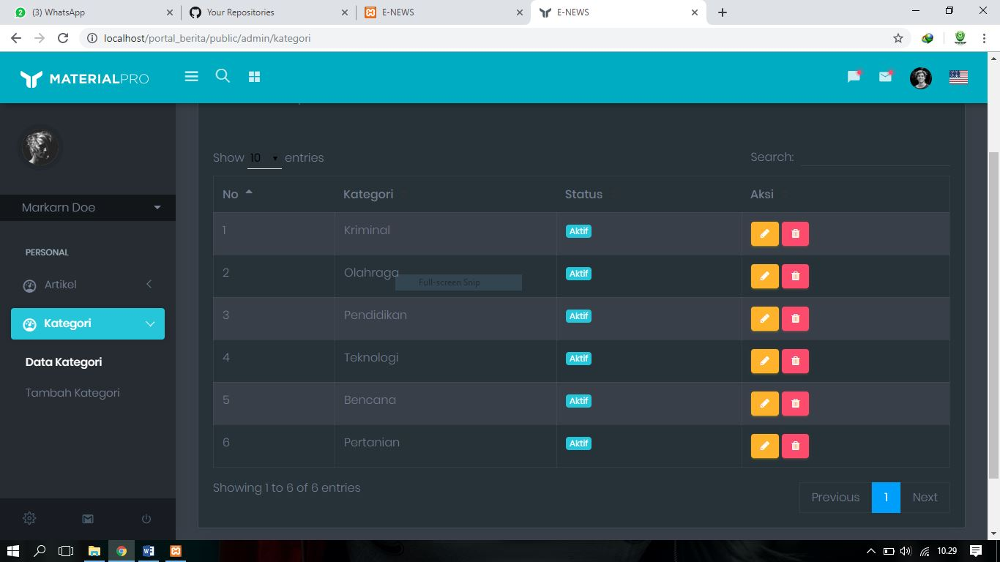 (3) WhatsApp
Your Repositories
E-NEWS
E-NEWS
localhost/portal_berita/public/admin/kategori
MATERIALPRO
Show 10 entries
Search:
Markarn Doe
PERSONAL
Artikel
Kategori
Data Kategori
Tambah Kategori
No Kategori Status Aksi
1 Kriminal Aktif
2 Olahraga Aktif
Full-screen Snip
3 Pendidikan Aktif
4 Teknologi Aktif
5 Bencana Aktif
6 Pertanian Aktif
Showing 1 to 6 of 6 entries
Previous 1 Next
10.29